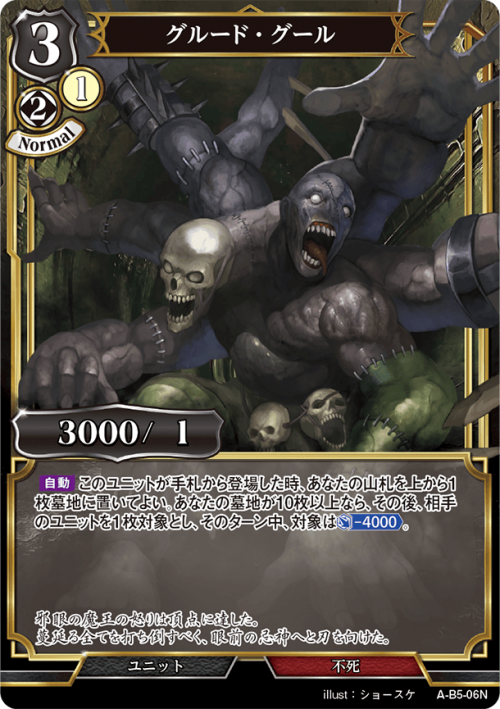 3
グルード・グール
2
1
Normal
3000/ 1
自動 このユニットが手札から登場した時、あなたの山札を上から1
枚墓地に置いてよい。あなたの墓地が10枚以上なら、その後、相手
のユニットを1枚対象とし、そのターン中、対象は-4000。
邪眼の魔王の怒りは頂点に達した。
蔓延る全てを打ち倒すべく、眼前の忌神へと刃を向けた。
ユニット
不死
illust：ショースケ
A-B5-06N